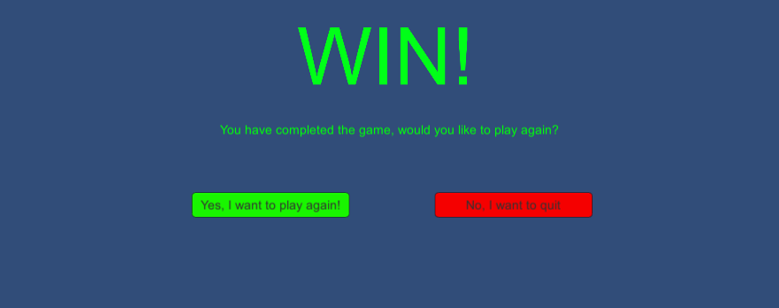 WIN!
You have completed the game, would you like to play again?
Yes, I want to play again!
No, I want to quit